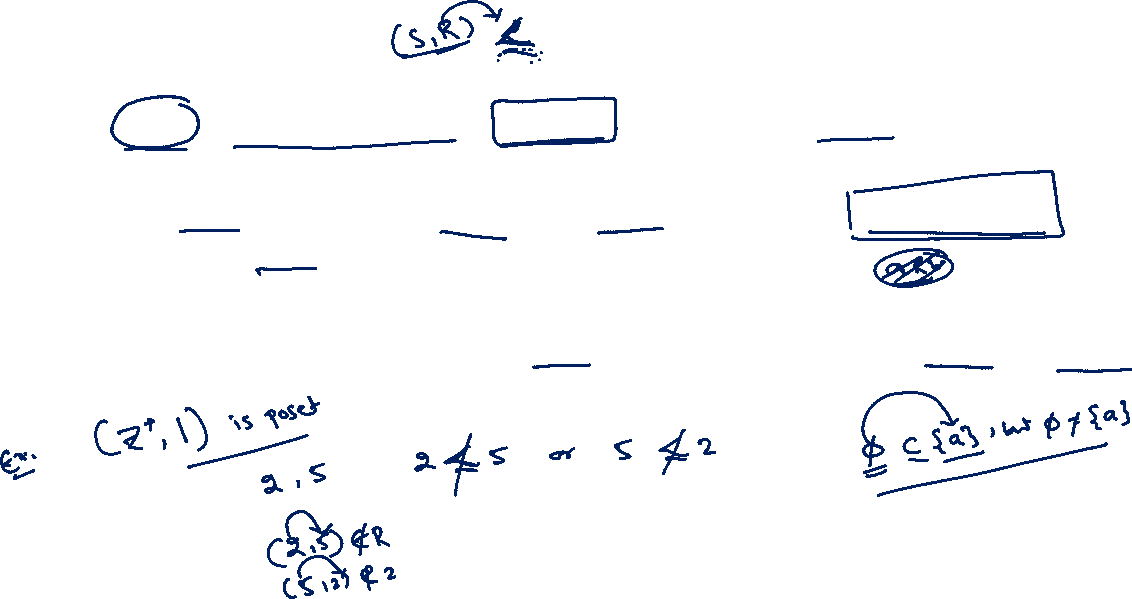 (S,R) ≤
Ex. (Z⁺, |) is poset
2, 5 2 ≰ 5 or 5 ≰ 2 ϕ ⊆ {a}, but ϕ ≠ {a}
(2,5) ∉ R
(5,2) ∉ 2